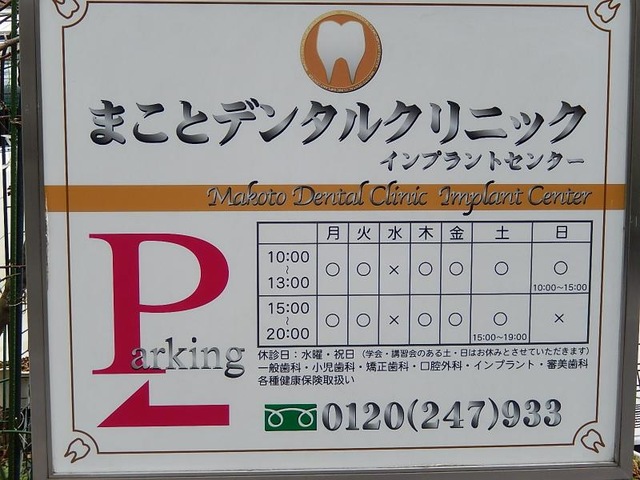 まことデンタルクリニック
インプラントセンター
Makoto Dental Clinic Implant Center
Parking
月 火 水 木 金 土 日
10:00～13:00 ○ ○ × ○ ○ ○ ○ 10:00〜15:00
15:00～20:00 ○ ○ × ○ ○ ○ 15:00〜19:00 ×
休診日：水曜・祝日（学会・講習会のある土・日はお休みとさせていただきます）
一般歯科・小児歯科・矯正歯科・口腔外科・インプラント・審美歯科
各種健康保険取扱い
0120(247)933